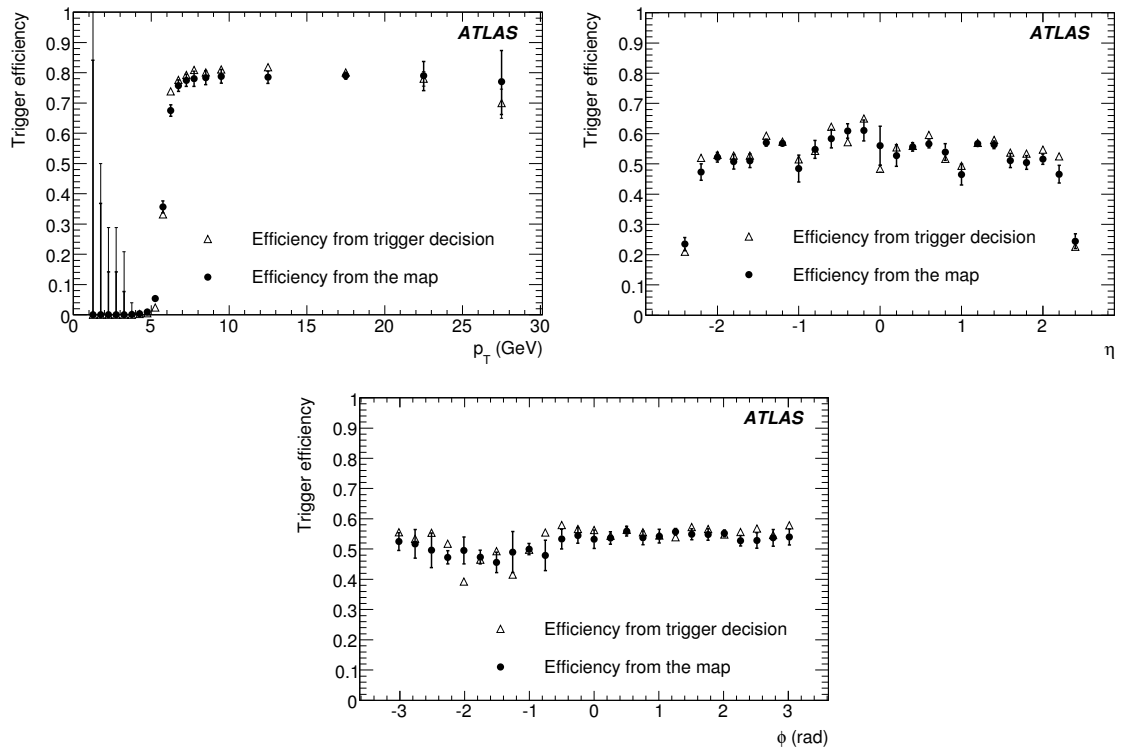 ATLAS
Trigger efficiency
1
0.9
0.8
0.7
0.6
0.5
0.4
0.3
0.2
0.1
0
Efficiency from trigger decision
Efficiency from the map
0 5 10 15 20 25 30
p_T (GeV)
ATLAS
Trigger efficiency
1
0.9
0.8
0.7
0.6
0.5
0.4
0.3
0.2
0.1
0
Efficiency from trigger decision
Efficiency from the map
-2 -1 0 1 2
η
ATLAS
Trigger efficiency
1
0.9
0.8
0.7
0.6
0.5
0.4
0.3
0.2
0.1
0
Efficiency from trigger decision
Efficiency from the map
-3 -2 -1 0 1 2 3
ϕ (rad)